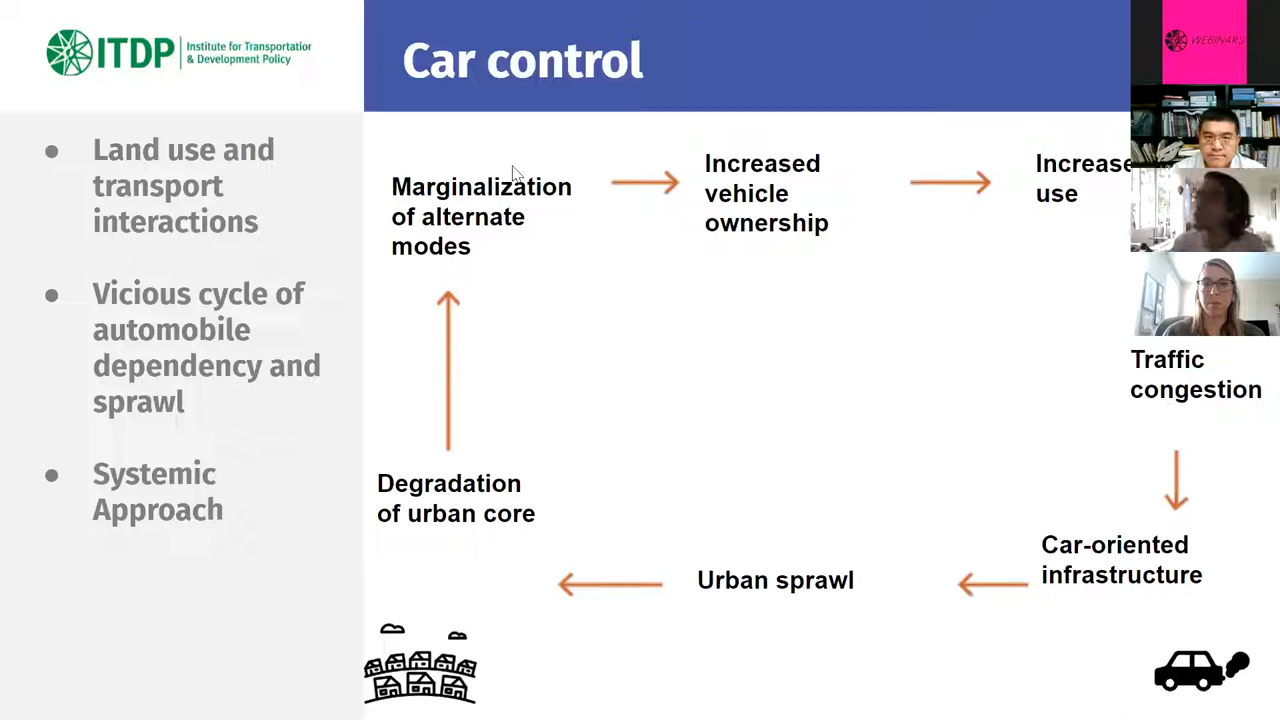 ITDP
Institute for Transportation
& Development Policy
Car control
WEBINARS
Land use and
transport
interactions
Vicious cycle of
automobile
dependency and
sprawl
Systemic
Approach
Marginalization
of alternate
modes
Increased
vehicle
ownership
Increase
use
Traffic
congestion
Car-oriented
infrastructure
Urban sprawl
Degradation
of urban core